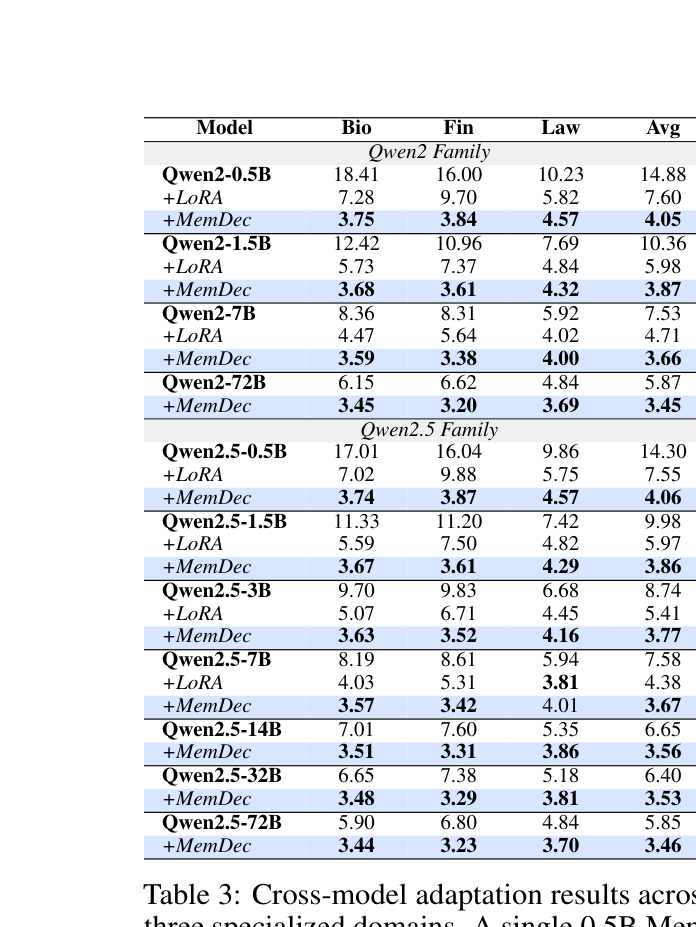 Model Bio Fin Law Avg
Qwen2 Family
Qwen2-0.5B 18.41 16.00 10.23 14.88
+LoRA 7.28 9.70 5.82 7.60
+MemDec 3.75 3.84 4.57 4.05
Qwen2-1.5B 12.42 10.96 7.69 10.36
+LoRA 5.73 7.37 4.84 5.98
+MemDec 3.68 3.61 4.32 3.87
Qwen2-7B 8.36 8.31 5.92 7.53
+LoRA 4.47 5.64 4.02 4.71
+MemDec 3.59 3.38 4.00 3.66
Qwen2-72B 6.15 6.62 4.84 5.87
+MemDec 3.45 3.20 3.69 3.45
Qwen2.5 Family
Qwen2.5-0.5B 17.01 16.04 9.86 14.30
+LoRA 7.02 9.88 5.75 7.55
+MemDec 3.74 3.87 4.57 4.06
Qwen2.5-1.5B 11.33 11.20 7.42 9.98
+LoRA 5.59 7.50 4.82 5.97
+MemDec 3.67 3.61 4.29 3.86
Qwen2.5-3B 9.70 9.83 6.68 8.74
+LoRA 5.07 6.71 4.45 5.41
+MemDec 3.63 3.52 4.16 3.77
Qwen2.5-7B 8.19 8.61 5.94 7.58
+LoRA 4.03 5.31 3.81 4.38
+MemDec 3.57 3.42 4.01 3.67
Qwen2.5-14B 7.01 7.60 5.35 6.65
+MemDec 3.51 3.31 3.86 3.56
Qwen2.5-32B 6.65 7.38 5.18 6.40
+MemDec 3.48 3.29 3.81 3.53
Qwen2.5-72B 5.90 6.80 4.84 5.85
+MemDec 3.44 3.23 3.70 3.46
Table 3: Cross-model adaptation results acros
three specialized domains. A single 0.5B Mem